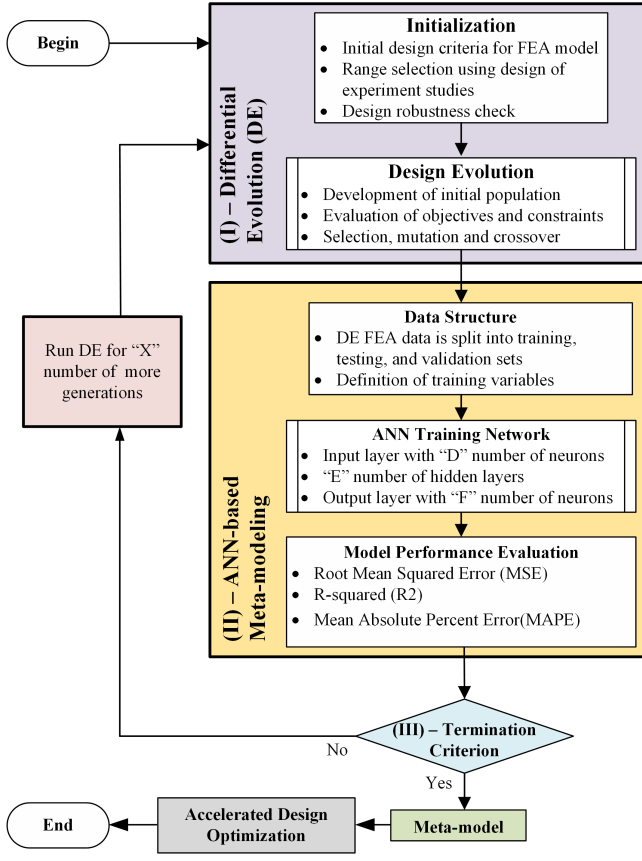 Begin
(I) – Differential
Evolution (DE)
Initialization
• Initial design criteria for FEA model
• Range selection using design of
experiment studies
• Design robustness check
Design Evolution
• Development of initial population
• Evaluation of objectives and constraints
• Selection, mutation and crossover
Run DE for “X”
number of more
generations
(II) – ANN-based
Meta-modeling
Data Structure
• DE FEA data is split into training,
testing, and validation sets
• Definition of training variables
ANN Training Network
• Input layer with “D” number of neurons
• “E” number of hidden layers
• Output layer with “F” number of neurons
Model Performance Evaluation
• Root Mean Squared Error (MSE)
• R-squared (R2)
• Mean Absolute Percent Error(MAPE)
(III) – Termination
Criterion
No
Yes
Meta-model
Accelerated Design
Optimization
End